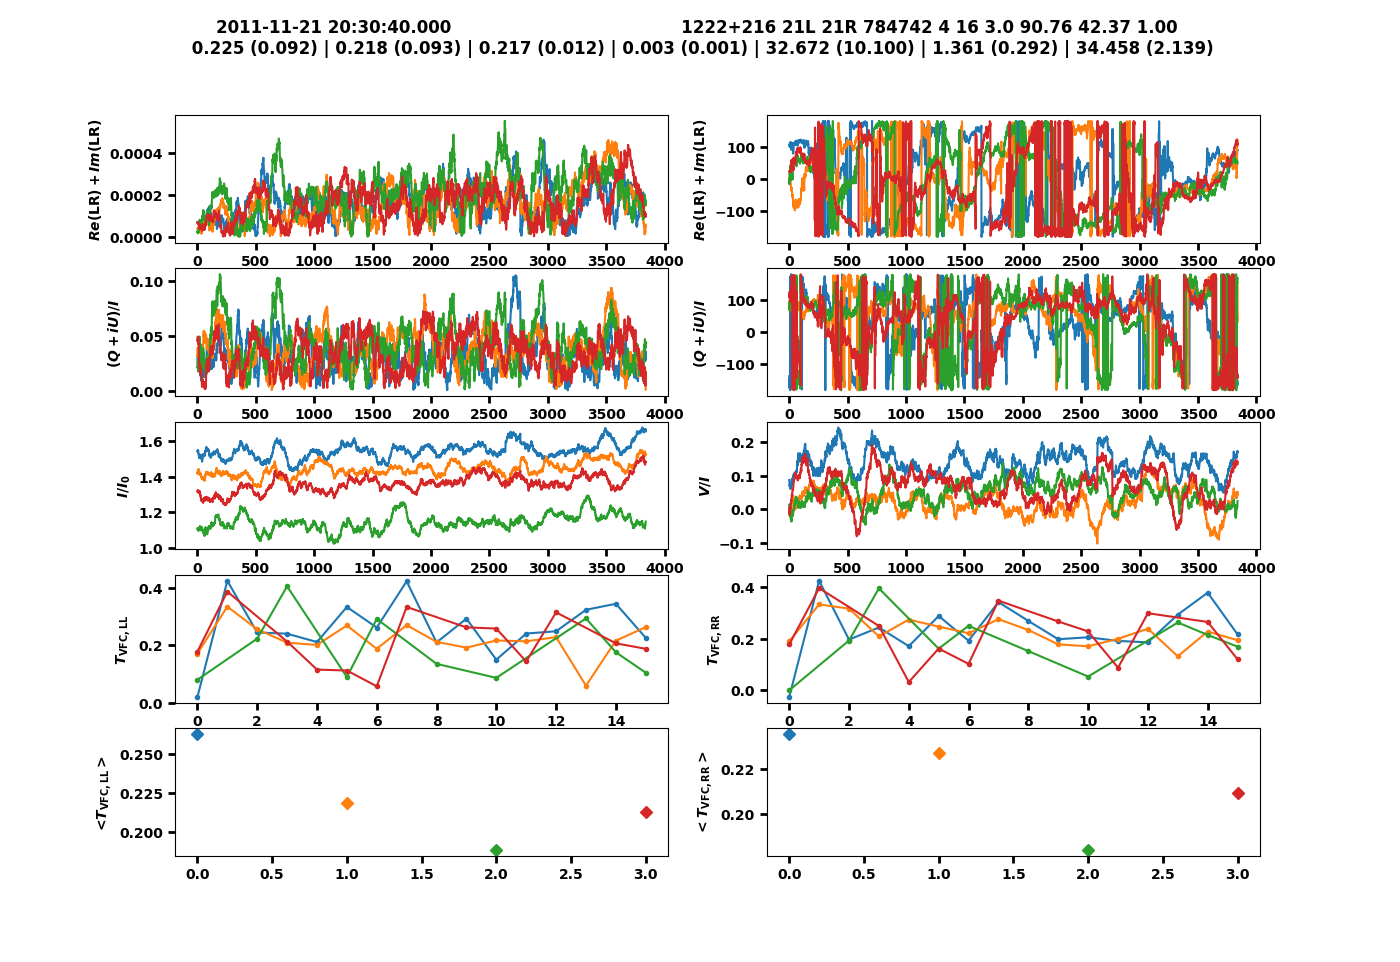 2011-11-21 20:30:40.000 1222+216 21L 21R 784742 4 16 3.0 90.76 42.37 1.00
0.225 (0.092) | 0.218 (0.093) | 0.217 (0.012) | 0.003 (0.001) | 32.672 (10.100) | 1.361 (0.292) | 34.458 (2.139)
Re(LR) + Im(LR)
0.0004
0.0002
0.0000
0 500 1000 1500 2000 2500 3000 3500 4000
Re(LR) + Im(LR)
100
0
−100
0 500 1000 1500 2000 2500 3000 3500 4000
(Q + iU)/I
0.10
0.05
0.00
0 500 1000 1500 2000 2500 3000 3500 4000
(Q + iU)/I
100
0
−100
0 500 1000 1500 2000 2500 3000 3500 4000
I/I0
1.6
1.4
1.2
1.0
0 500 1000 1500 2000 2500 3000 3500 4000
V/I
0.2
0.1
0.0
−0.1
0 500 1000 1500 2000 2500 3000 3500 4000
TVFC, LL
0.4
0.2
0.0
0 2 4 6 8 10 12 14
TVFC, RR
0.4
0.2
0.0
0 2 4 6 8 10 12 14
<TVFC, LL >
0.250
0.225
0.200
0.0 0.5 1.0 1.5 2.0 2.5 3.0
< TVFC, RR >
0.22
0.20
0.0 0.5 1.0 1.5 2.0 2.5 3.0